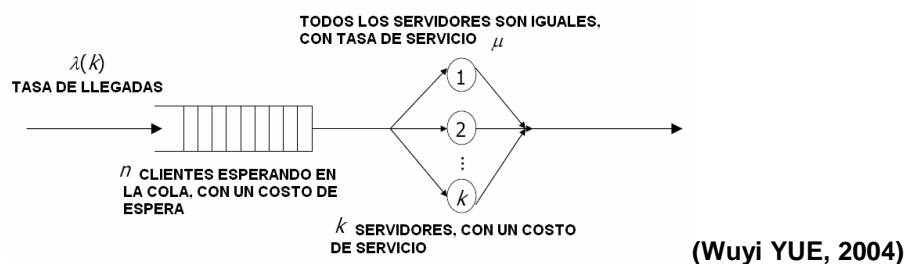 TODOS LOS SERVIDORES SON IGUALES,
CON TASA DE SERVICIO μ
λ(k)
TASA DE LLEGADAS
1
2
⋮
k
n CLIENTES ESPERANDO EN
LA COLA, CON UN COSTO DE
ESPERA
k SERVIDORES, CON UN COSTO
DE SERVICIO
(Wuyi YUE, 2004)